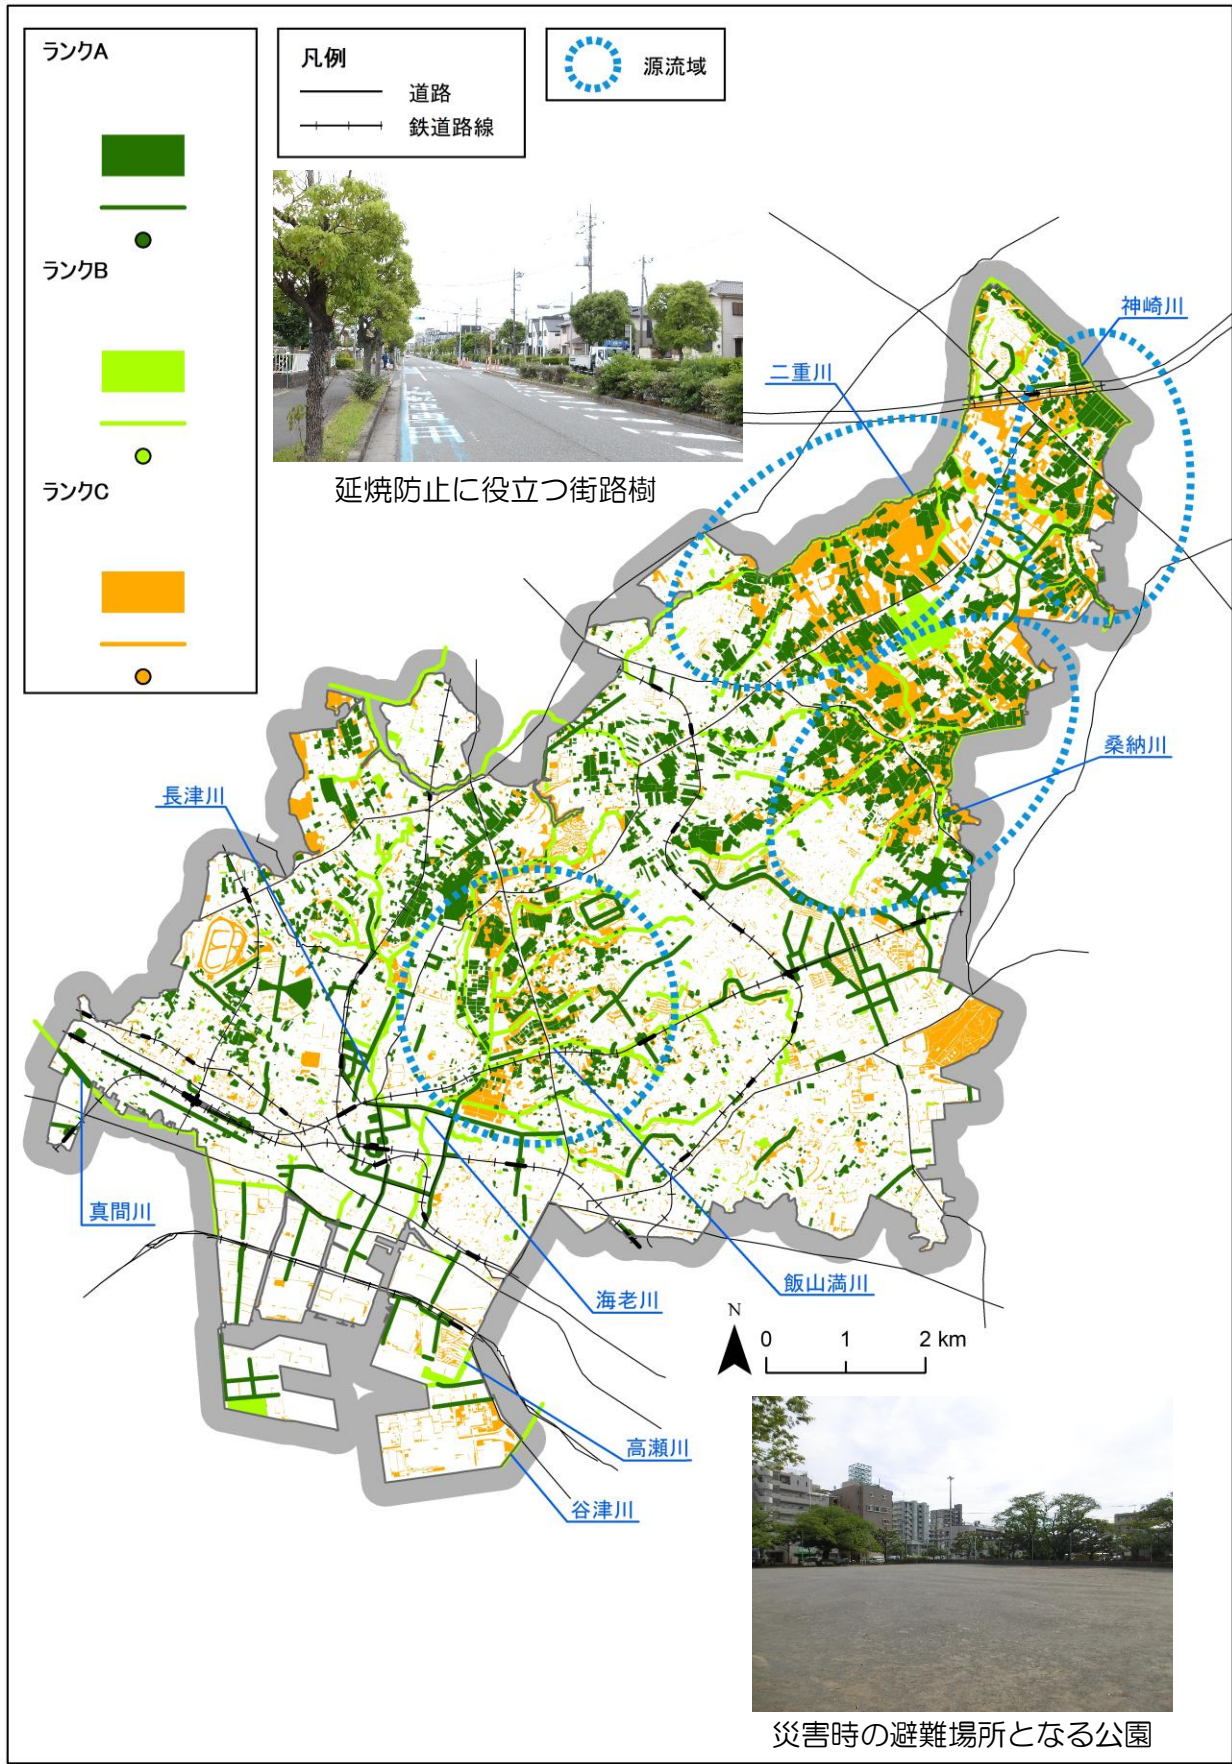 ランクA
ランクB
ランクC
凡例
道路
鉄道路線
源流域
延焼防止に役立つ街路樹
神崎川
二重川
桑納川
長津川
真間川
海老川
飯山満川
高瀬川
谷津川
N
0 1 2 km
災害時の避難場所となる公園